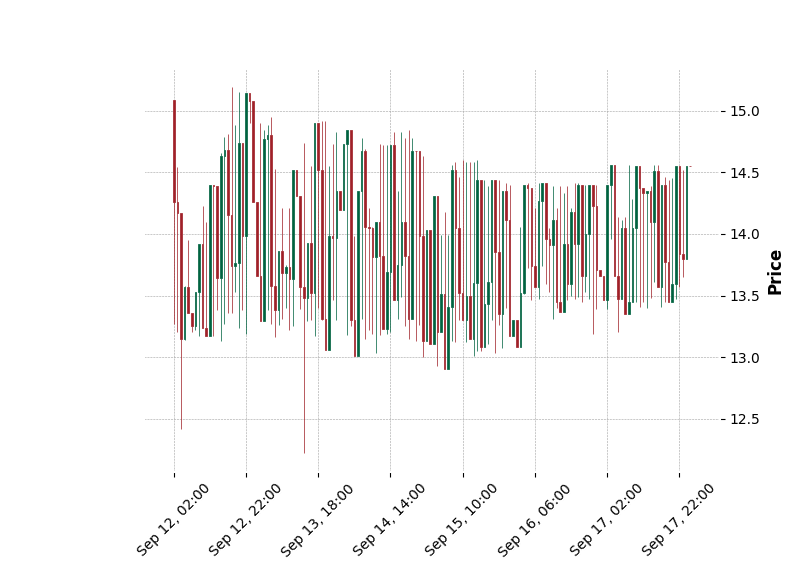 15.0
14.5
14.0
13.5
13.0
12.5
Price
Sep 12, 02:00
Sep 12, 22:00
Sep 13, 18:00
Sep 14, 14:00
Sep 15, 10:00
Sep 16, 06:00
Sep 17, 02:00
Sep 17, 22:00